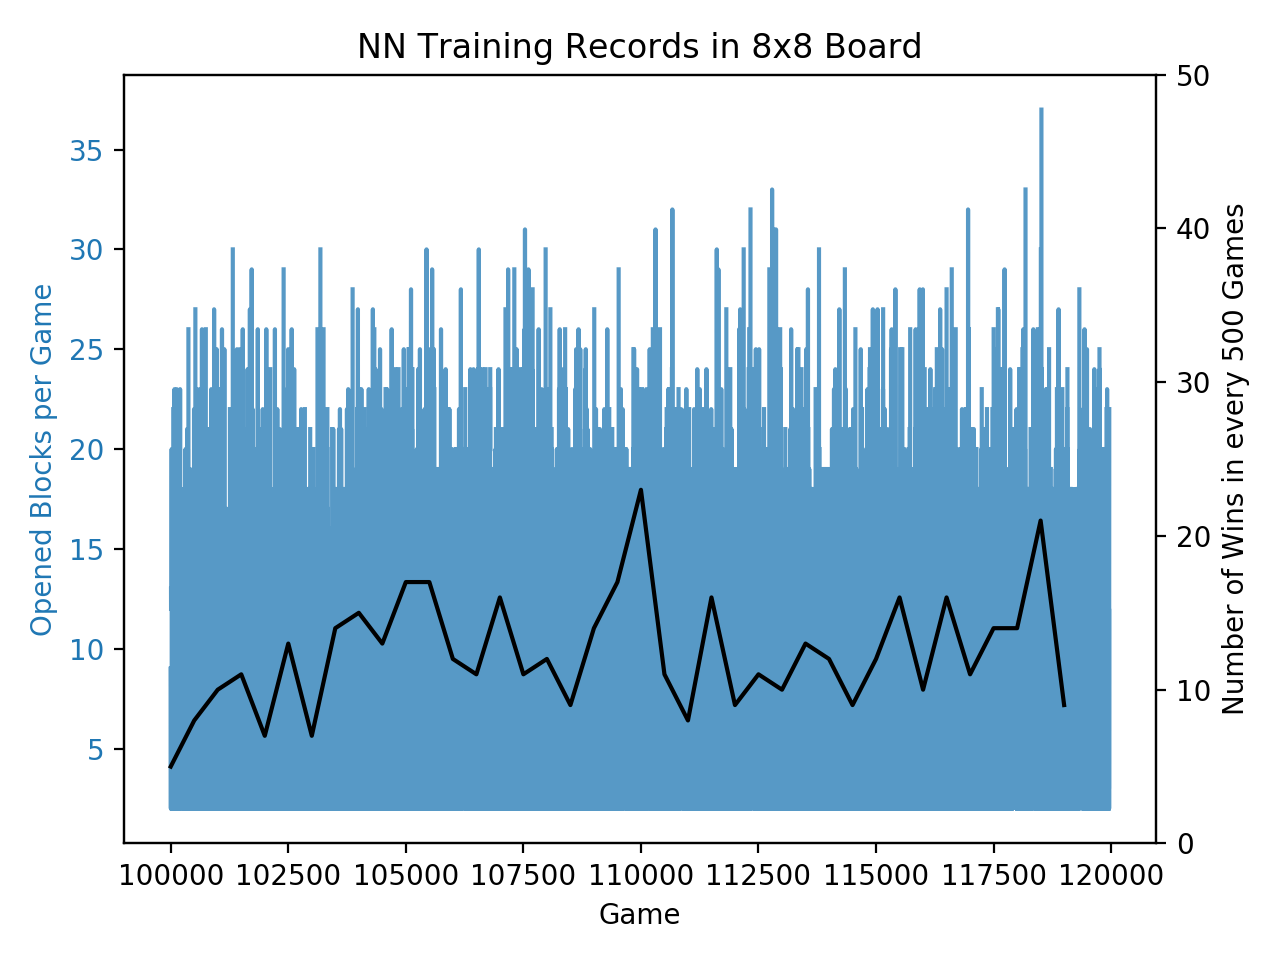 NN Training Records in 8x8 Board
Opened Blocks per Game
35
30
25
20
15
10
5
50
40
30
20
10
0
Number of Wins in every 500 Games
100000 102500 105000 107500 110000 112500 115000 117500 120000
Game